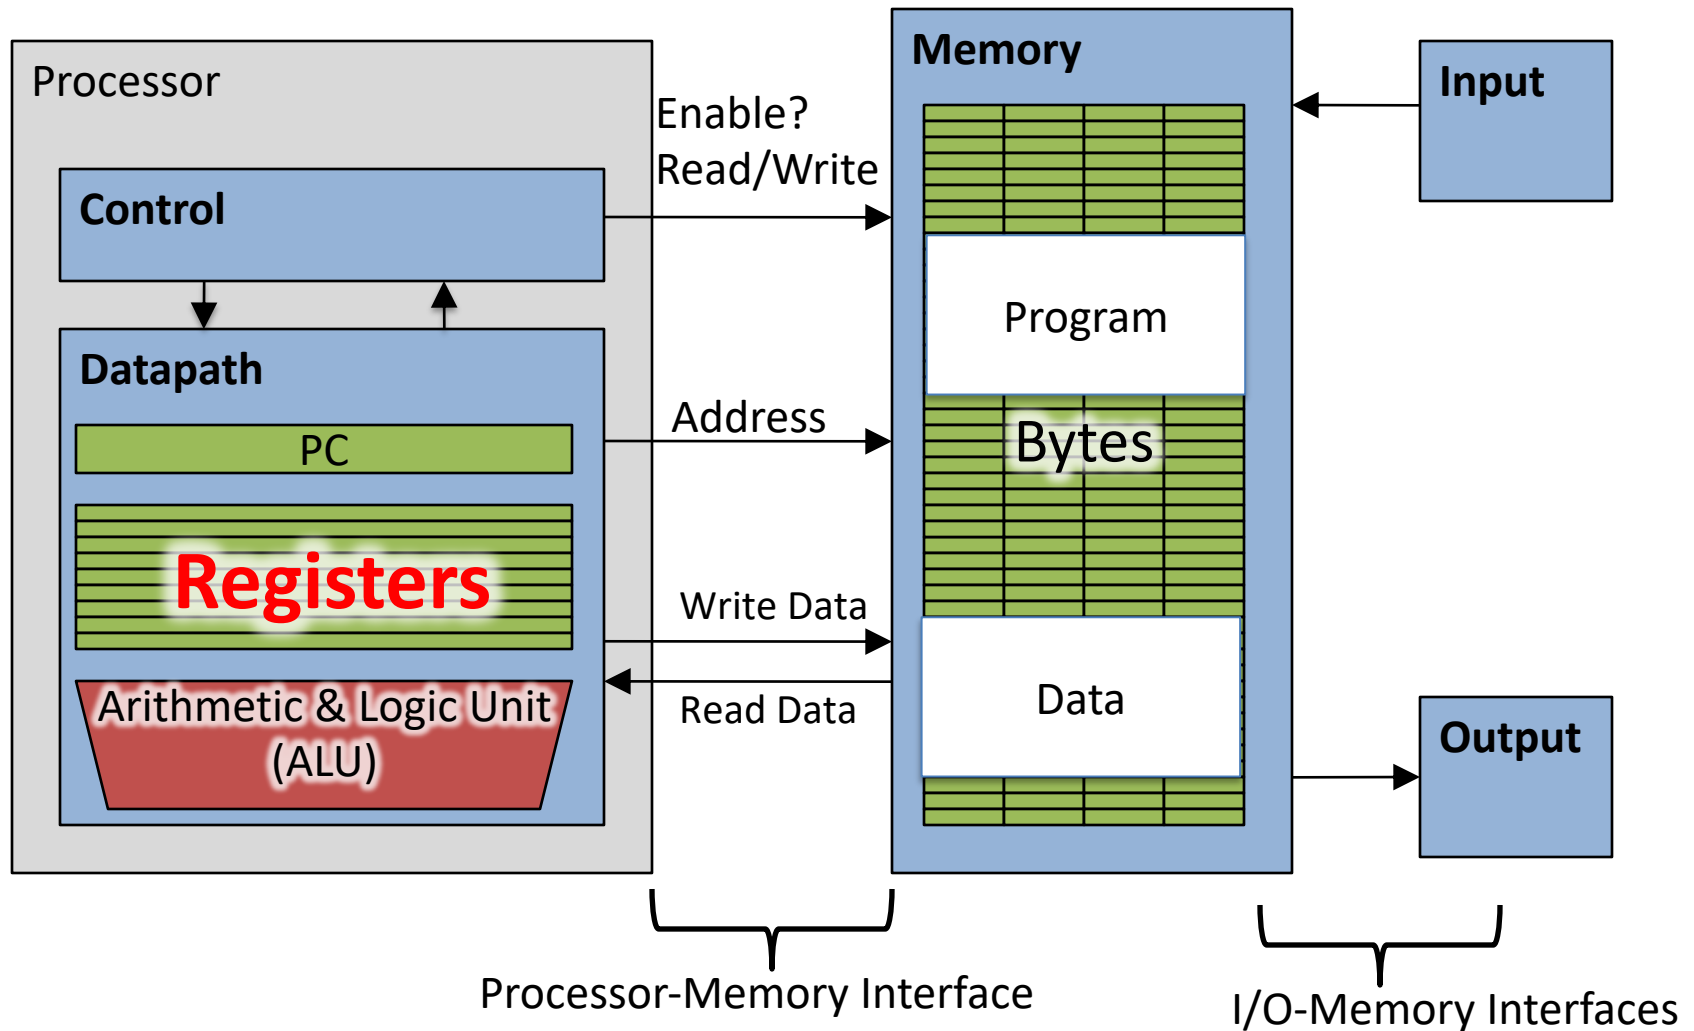 Processor
Control
Datapath
PC
Registers
Arithmetic & Logic Unit
(ALU)
Enable?
Read/Write
Address
Write Data
Read Data
Memory
Program
Bytes
Data
Input
Output
Processor-Memory Interface
I/O-Memory Interfaces